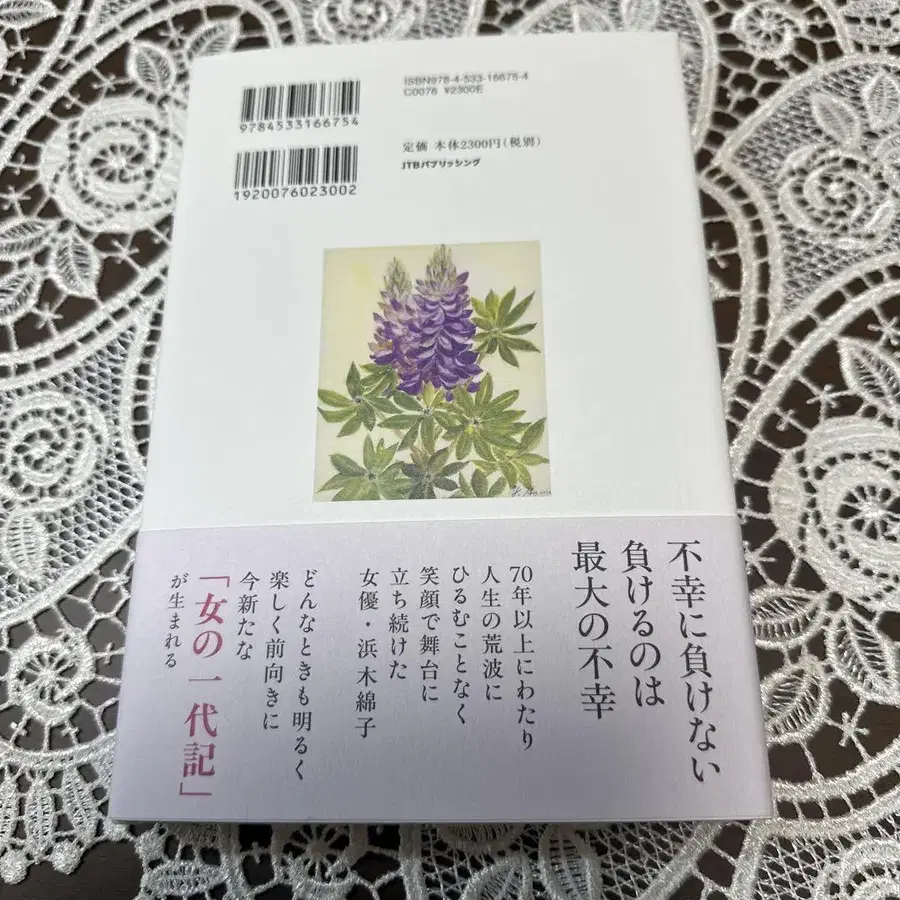 ISBN978-4-533-16675-4
C0076 ¥2300E
9784533166754
定価 本体2300円(税別)
JTBパブリッシング
1920076023002
不幸に負けない
負けるのは
最大の不幸
70年以上にわたり
人生の荒波に
ひるむことなく
笑顔で舞台に
立ち続けた
女優・浜木綿子
どんなときも明るく
楽しく前向きに
今新たな
「女の一代記」
が生まれる